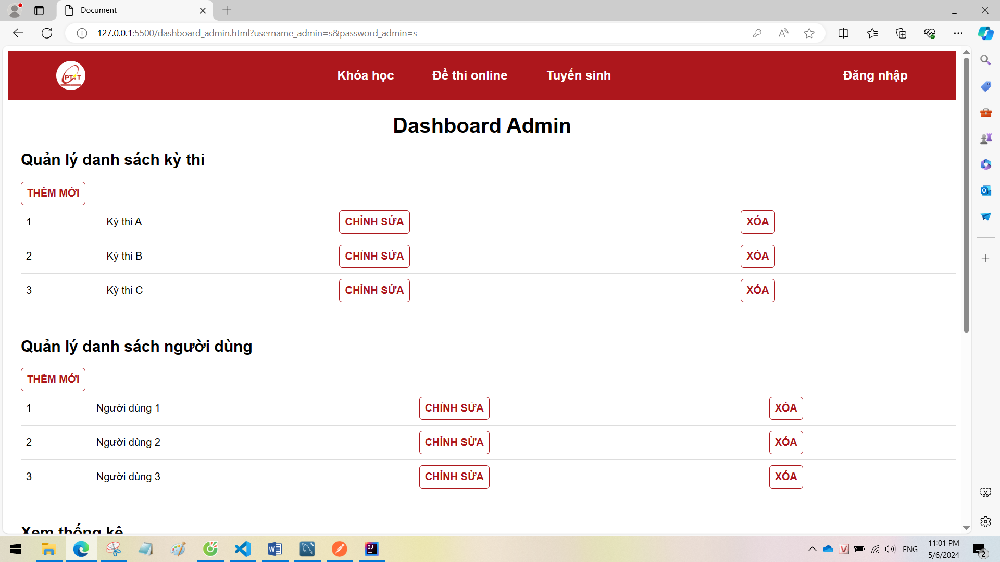 Document
127.0.0.1:5500/dashboard_admin.html?username_admin=s&password_admin=s
PTIT
Khóa học
Đề thi online
Tuyển sinh
Đăng nhập
Dashboard Admin
Quản lý danh sách kỳ thi
THÊM MỚI
1 Kỳ thi A CHỈNH SỬA XÓA
2 Kỳ thi B CHỈNH SỬA XÓA
3 Kỳ thi C CHỈNH SỬA XÓA
Quản lý danh sách người dùng
THÊM MỚI
1 Người dùng 1 CHỈNH SỬA XÓA
2 Người dùng 2 CHỈNH SỬA XÓA
3 Người dùng 3 CHỈNH SỬA XÓA
Xem thống kê
ENG
11:01 PM
5/6/2024
2